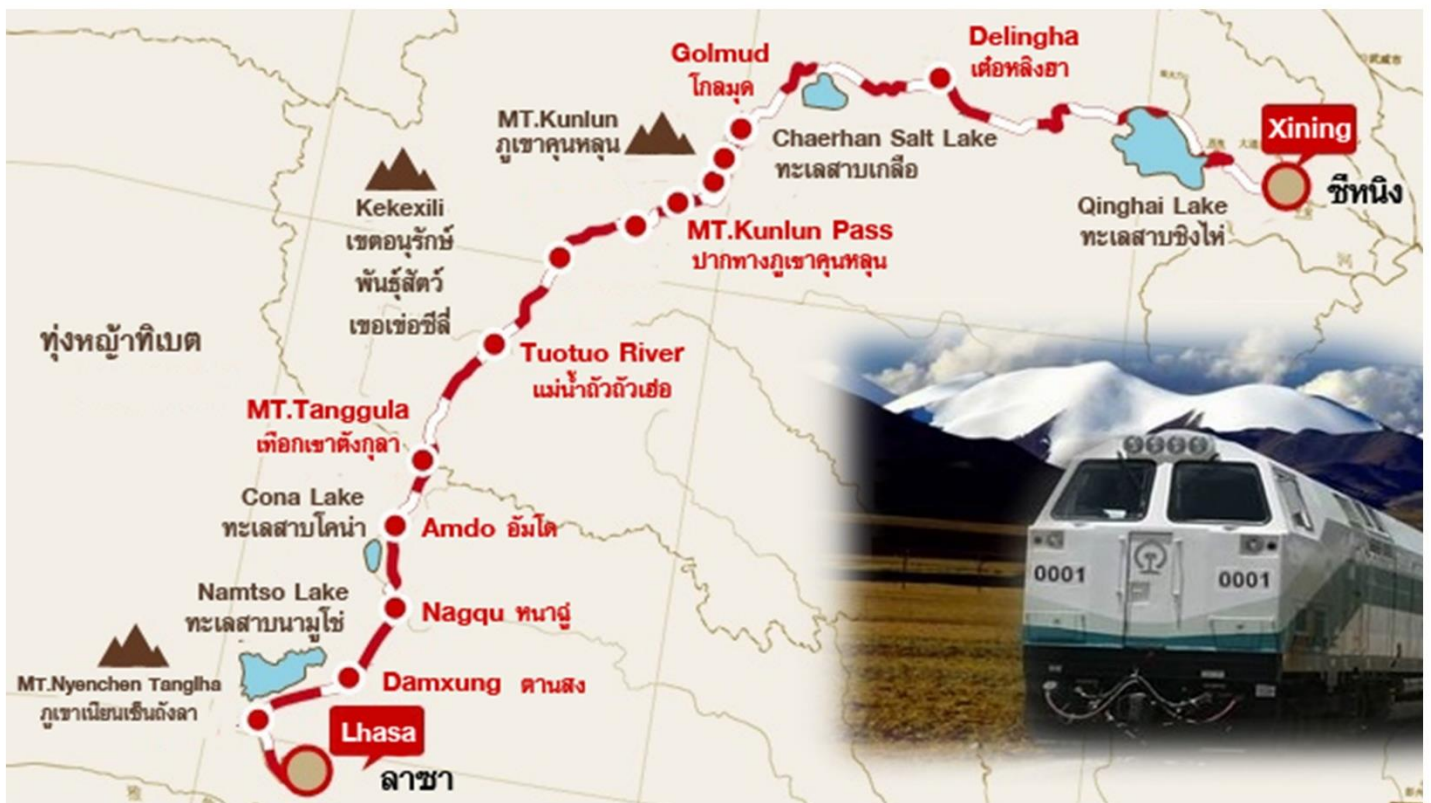 Delingha
เต๋อหลิงฮา
Golmud
โกลมุด
MT.Kunlun
ภูเขาคุนหลุน
Chaerhan Salt Lake
ทะเลสาบเกลือ
Xining
ซีหนิง
Qinghai Lake
ทะเลสาบชิงไห่
Kekexili
เขตอนุรักษ์
พันธุ์สัตว์
เขอเข่อซีลี่
MT.Kunlun Pass
ปากทางภูเขาคุนหลุน
ทุ่งหญ้าทิเบต
Tuotuo River
แม่น้ำถัวถัวเฮ่อ
MT.Tanggula
เทือกเขาตังกุลา
Cona Lake
ทะเลสาบโคน่า
Amdo อัมโด
Namtso Lake
ทะเลสาบนามูโช่
Nagqu หนาฉู่
MT.Nyenchen Tanglha
ภูเขาเนียนเช็นถังลา
Damxung ตานสง
Lhasa
ลาซา
0001
0001